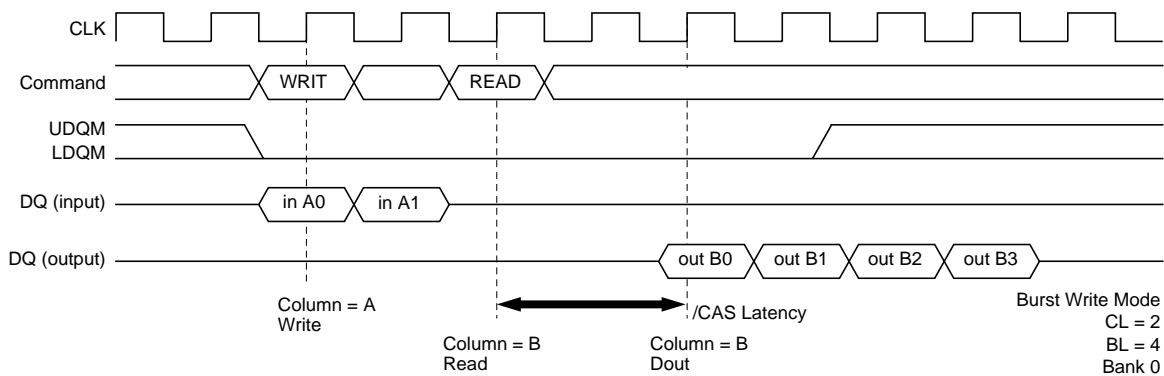 CLK
Command
WRIT
READ
UDQM
LDQM
DQ (input)
in A0
in A1
DQ (output)
out B0
out B1
out B2
out B3
Column = A
Write
/CAS Latency
Column = B
Read
Column = B
Dout
Burst Write Mode
CL = 2
BL = 4
Bank 0